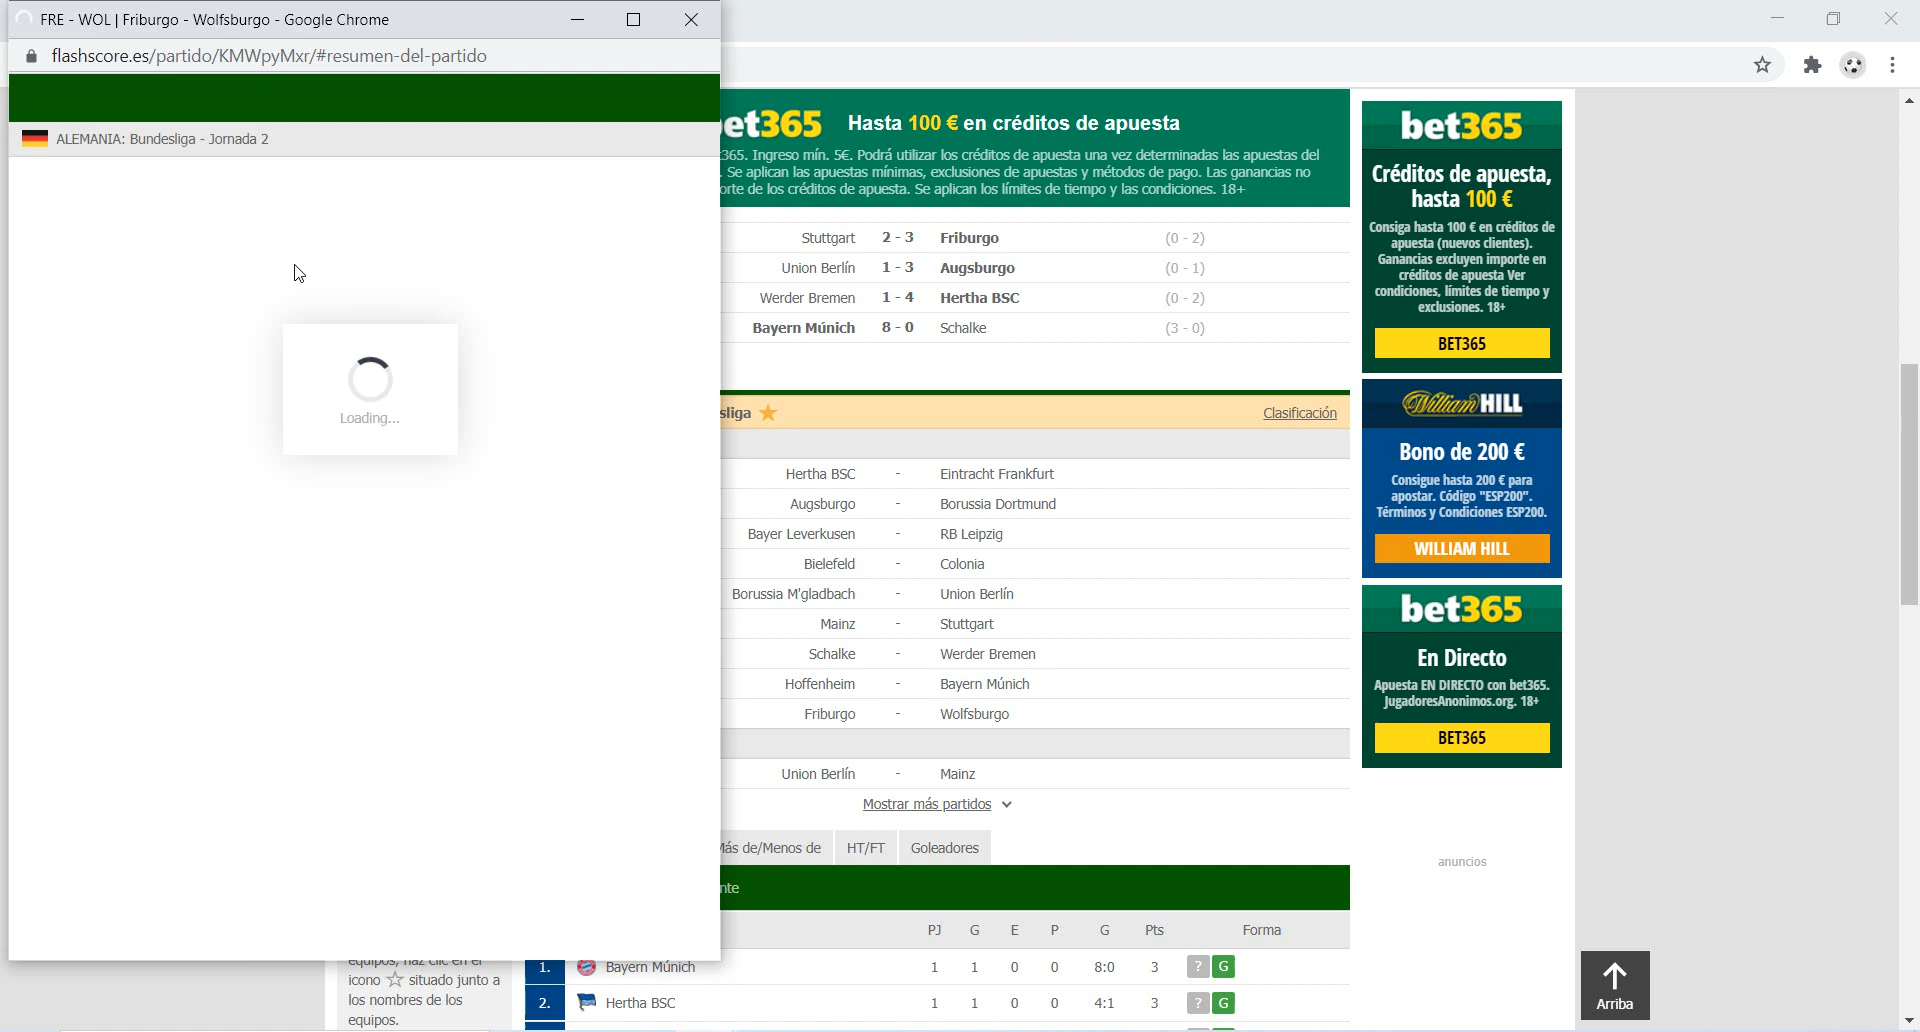 FRE - WOL | Friburgo - Wolfsburgo - Google Chrome
flashscore.es/partido/KMWpyMxr/#resumen-del-partido
ALEMANIA: Bundesliga - Jornada 2
Loading...
bet365 Hasta 100 € en créditos de apuesta
365. Ingreso mín. 5€. Podrá utilizar los créditos de apuesta una vez determinadas las apuestas del
. Se aplican las apuestas mínimas, exclusiones de apuestas y métodos de pago. Las ganancias no
orte de los créditos de apuesta. Se aplican los límites de tiempo y las condiciones. 18+
Stuttgart 2 - 3 Friburgo (0 - 2)
Union Berlín 1 - 3 Augsburgo (0 - 1)
Werder Bremen 1 - 4 Hertha BSC (0 - 2)
Bayern Múnich 8 - 0 Schalke (3 - 0)
sliga Clasificación
Hertha BSC - Eintracht Frankfurt
Augsburgo - Borussia Dortmund
Bayer Leverkusen - RB Leipzig
Bielefeld - Colonia
Borussia M'gladbach - Union Berlín
Mainz - Stuttgart
Schalke - Werder Bremen
Hoffenheim - Bayern Múnich
Friburgo - Wolfsburgo
Union Berlín - Mainz
Mostrar más partidos
Más de/Menos de HT/FT Goleadores
nte
PJ G E P G Pts Forma
1. Bayern Múnich 1 1 0 0 8:0 3 ? G
2. Hertha BSC 1 1 0 0 4:1 3 ? G
equipos, haz clic en el
icono ☆ situado junto a
los nombres de los
equipos.
bet365
Créditos de apuesta,
hasta 100 €
Consiga hasta 100 € en créditos de
apuesta (nuevos clientes).
Ganancias excluyen importe en
créditos de apuesta Ver
condiciones, límites de tiempo y
exclusiones. 18+
BET365
William HILL
Bono de 200 €
Consigue hasta 200 € para
apostar. Código "ESP200".
Términos y Condiciones ESP200.
WILLIAM HILL
bet365
En Directo
Apuesta EN DIRECTO con bet365.
JugadoresAnonimos.org. 18+
BET365
anuncios
Arriba